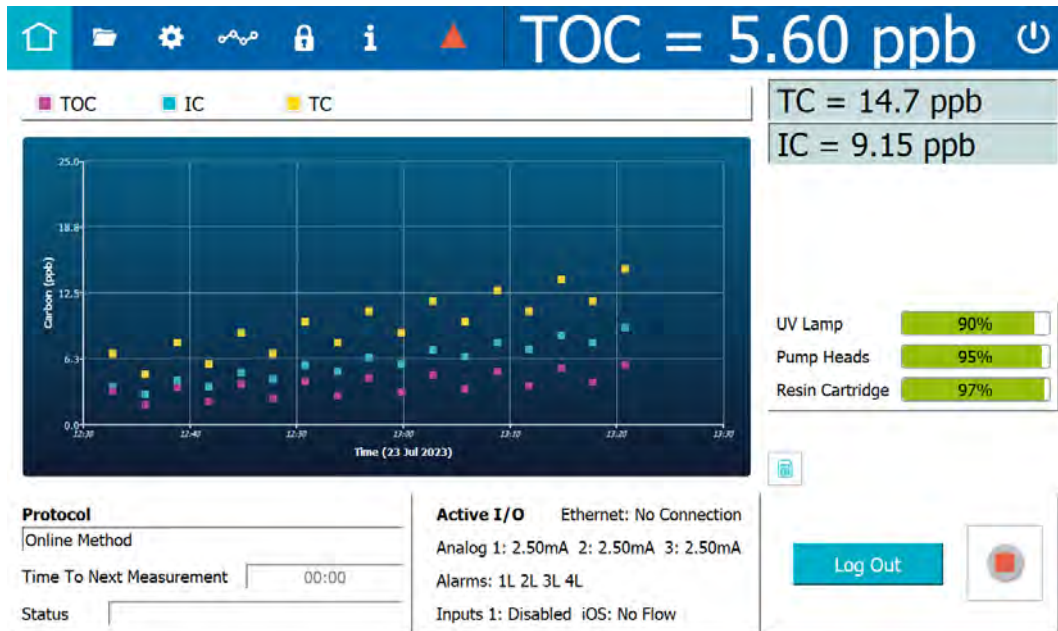 TOC = 5.60 ppb
TOC IC TC
TC = 14.7 ppb
IC = 9.15 ppb
25.0
18.8
12.5
6.3
0.0
Carbon (ppb)
12:30 12:40 12:50 13:00 13:10 13:20 13:30
Time (23 Jul 2023)
UV Lamp 90%
Pump Heads 95%
Resin Cartridge 97%
Protocol
Online Method
Time To Next Measurement 00:00
Status
Active I/O Ethernet: No Connection
Analog 1: 2.50mA 2: 2.50mA 3: 2.50mA
Alarms: 1L 2L 3L 4L
Inputs 1: Disabled iOS: No Flow
Log Out